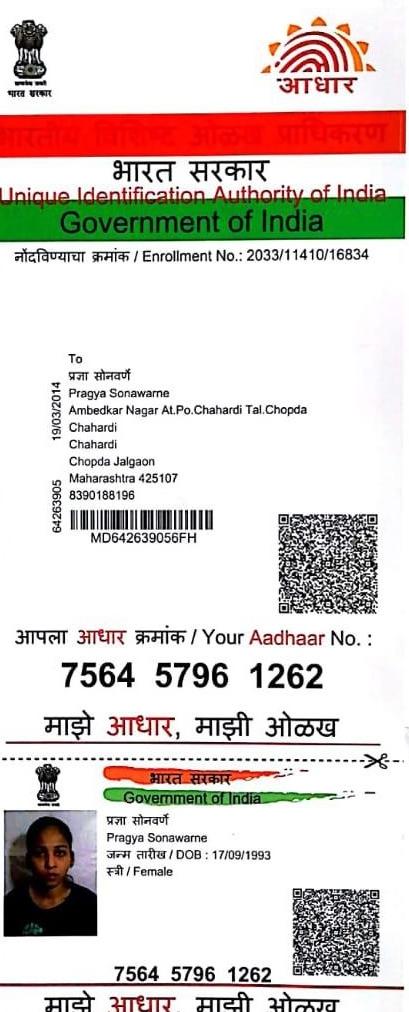 भारत सरकार
आधार
भारतीय विशिष्ट ओळख प्राधिकरण
भारत सरकार
Unique Identification Authority of India
Government of India
नोंदविण्याचा क्रमांक / Enrollment No.: 2033/11410/16834
To
प्रज्ञा सोनवर्णे
Pragya Sonawarne
Ambedkar Nagar At.Po.Chahardi Tal.Chopda
Chahardi
Chahardi
Chopda Jalgaon
Maharashtra 425107
8390188196
19/03/2014
64263905
MD642639056FH
आपला आधार क्रमांक / Your Aadhaar No. :
7564 5796 1262
माझे आधार, माझी ओळख
भारत सरकार
Government of India
प्रज्ञा सोनवर्णे
Pragya Sonawarne
जन्म तारीख / DOB : 17/09/1993
स्त्री / Female
7564 5796 1262
माझे आधार, माझी ओळख